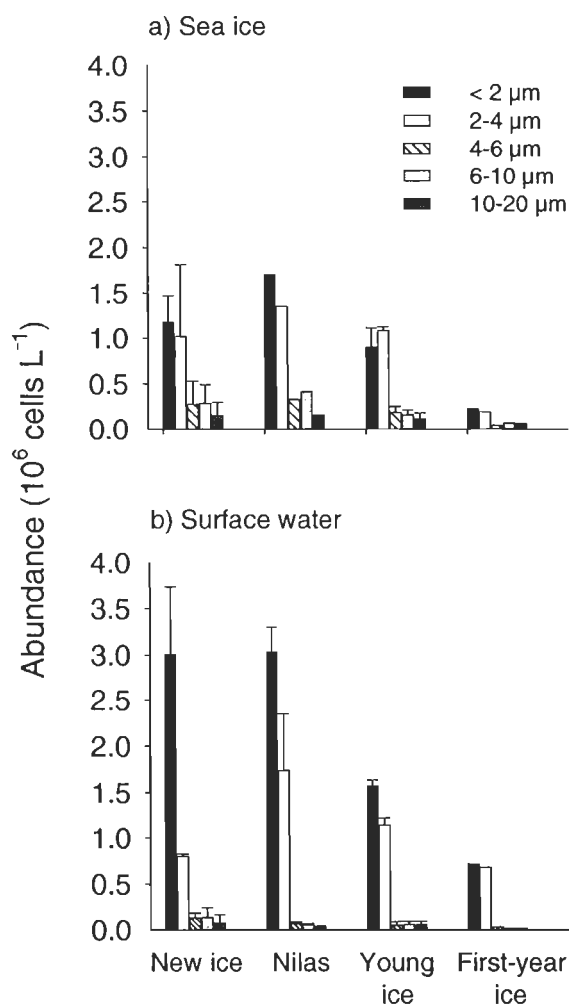 a) Sea ice
4.0
3.5
3.0
2.5
2.0
1.5
1.0
0.5
0.0
< 2 µm
2-4 µm
4-6 µm
6-10 µm
10-20 µm
Abundance (10⁶ cells L⁻¹)
b) Surface water
4.0
3.5
3.0
2.5
2.0
1.5
1.0
0.5
0.0
New ice Nilas Young First-year
ice ice